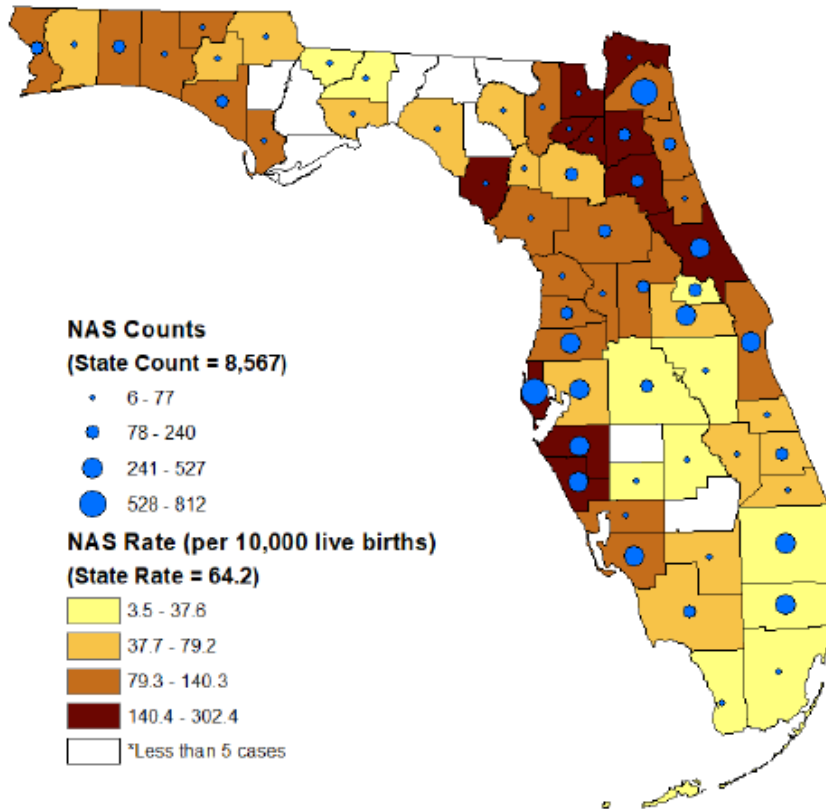 NAS Counts
(State Count = 8,567)
6 - 77
78 - 240
241 - 527
528 - 812
NAS Rate (per 10,000 live births)
(State Rate = 64.2)
3.5 - 37.6
37.7 - 79.2
79.3 - 140.3
140.4 - 302.4
*Less than 5 cases